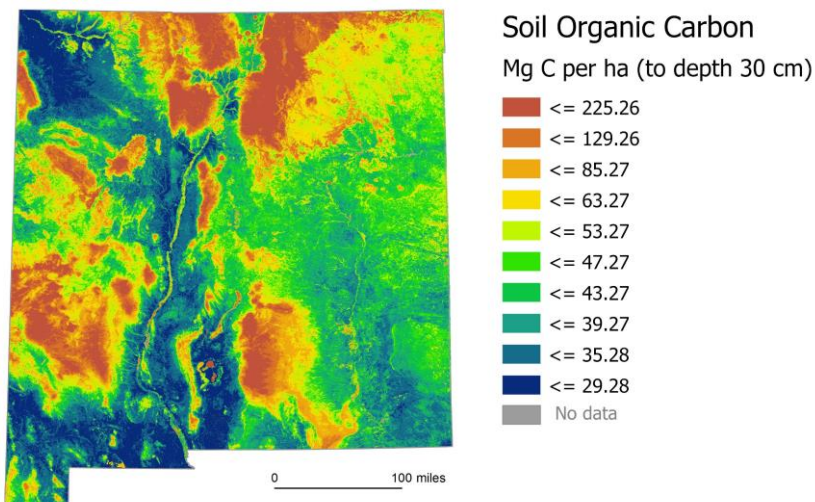 Soil Organic Carbon
Mg C per ha (to depth 30 cm)
<= 225.26
<= 129.26
<= 85.27
<= 63.27
<= 53.27
<= 47.27
<= 43.27
<= 39.27
<= 35.28
<= 29.28
No data
0 100 miles